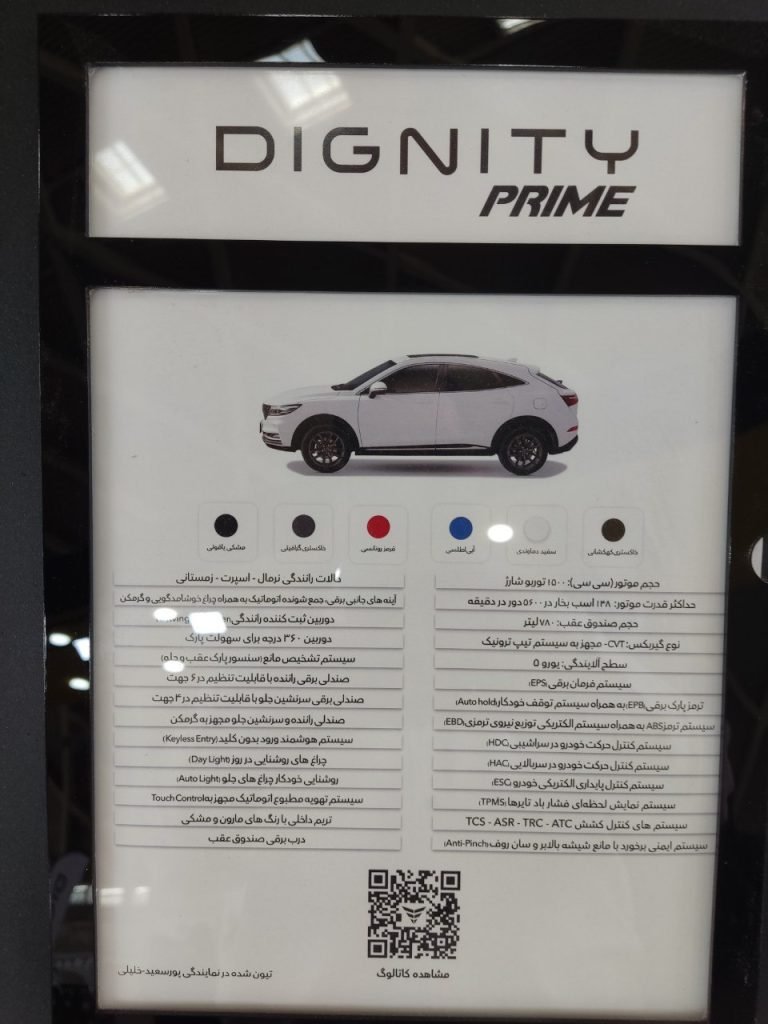 DIGNITY
PRIME
خاکستری کهکشانی
سفید دماوندی
آبی اطلسی
قرمز رونانسی
خاکستری گرافیتی
مشکی یاقوتی
حجم موتور (سی سی): ۱۵۰۰ توربو شارژ
حداکثر قدرت موتور: ۱۴۸ اسب بخار در ۵۶۰۰ دور در دقیقه
حجم صندوق عقب: ۷۸۰ لیتر
نوع گیربکس: CVT- مجهز به سیستم تیپ ترونیک
سطح آلایندگی: یورو ۵
سیستم فرمان برقی (EPS)
ترمز پارک برقی (EPB) به همراه سیستم توقف خودکار (Auto hold)
سیستم ترمز ABS به همراه سیستم الکتریکی توزیع نیروی ترمزی (EBD)
سیستم کنترل حرکت خودرو در سراشیبی (HDC)
سیستم کنترل حرکت خودرو در سربالایی (HAC)
سیستم کنترل پایداری الکتریکی خودرو (ESC)
سیستم نمایش لحظه‌ای فشار باد تایرها (TPMS)
سیستم های کنترل کشش TCS - ASR - TRC - ATC
سیستم ایمنی برخورد با مانع شیشه بالابر و سان روف (Anti-Pinch)
حالات رانندگی نرمال - اسپرت - زمستانی
آینه های جانبی برقی، جمع شونده اتوماتیک به همراه چراغ خوشامدگویی و گرمکن
دوربین ثبت کننده رانندگی
دوربین ۳۶۰ درجه برای سهولت پارک
سیستم تشخیص مانع (سنسور پارک عقب و جلو)
صندلی برقی راننده با قابلیت تنظیم در ۶ جهت
صندلی برقی سرنشین جلو با قابلیت تنظیم در ۴ جهت
صندلی راننده و سرنشین جلو مجهز به گرمکن
سیستم هوشمند ورود بدون کلید (Keyless Entry)
چراغ های روشنایی در روز (Day Light)
روشنایی خودکار چراغ های جلو (Auto Light)
سیستم تهویه مطبوع اتوماتیک مجهز به Touch Control
تریم داخلی با رنگ های مارون و مشکی
درب برقی صندوق عقب
مشاهده کاتالوگ
تیون شده در نمایندگی پورسعید-خلیلی